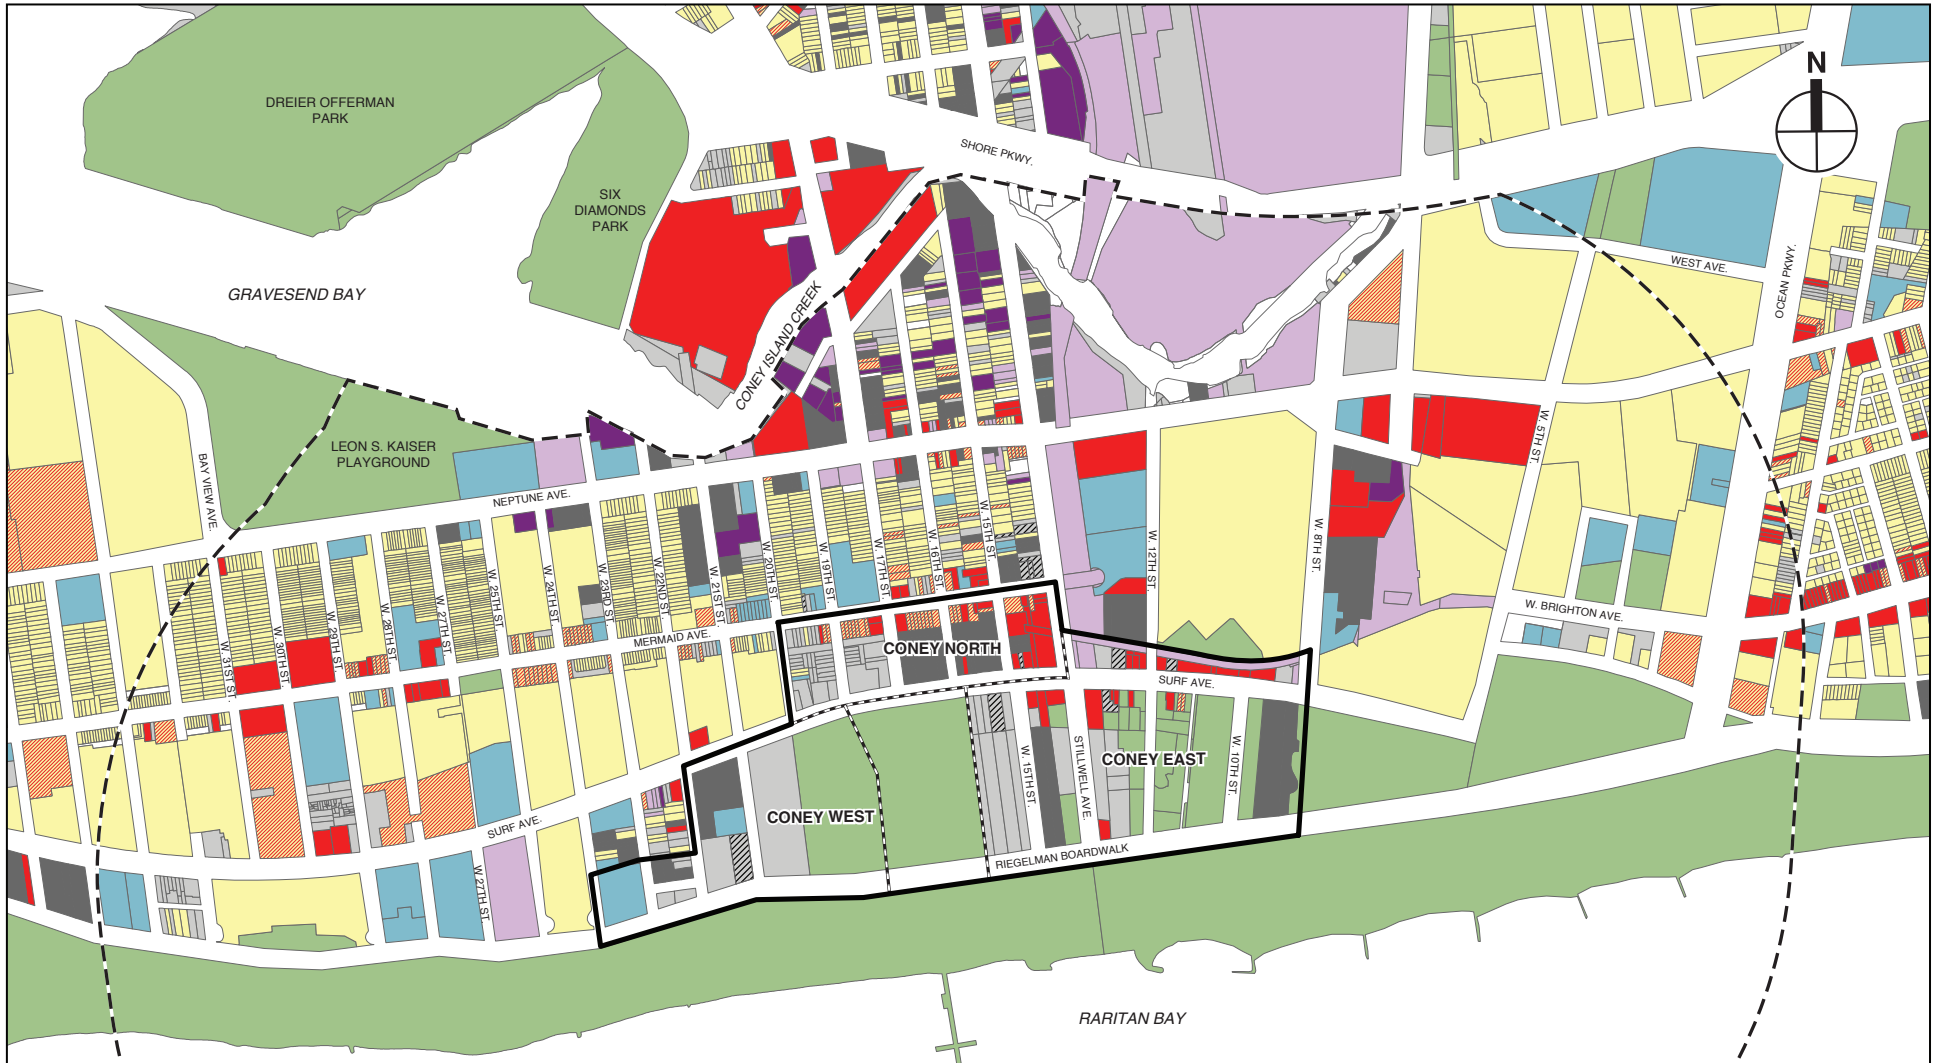 N
DREIER OFFERMAN
PARK
SHORE PKWY.
SIX
DIAMONDS
PARK
WEST AVE.
OCEAN PKWY.
GRAVESEND BAY
CONEY ISLAND CREEK
LEON S. KAISER
PLAYGROUND
BAY VIEW AVE.
NEPTUNE AVE.
W. 5TH ST.
W. 8TH ST.
W. 12TH ST.
W. 15TH ST.
W. 16TH ST.
W. 17TH ST.
W. 19TH ST.
W. 20TH ST.
W. 21ST ST.
W. 22ND ST.
W. 23RD ST.
W. 24TH ST.
W. 25TH ST.
W. 27TH ST.
W. 28TH ST.
W. 29TH ST.
W. 30TH ST.
W. 31ST ST.
MERMAID AVE.
W. BRIGHTON AVE.
CONEY NORTH
SURF AVE.
CONEY EAST
W. 10TH ST.
STILLWELL AVE.
W. 15TH ST.
CONEY WEST
SURF AVE.
RIEGELMAN BOARDWALK
W. 27TH ST.
RARITAN BAY